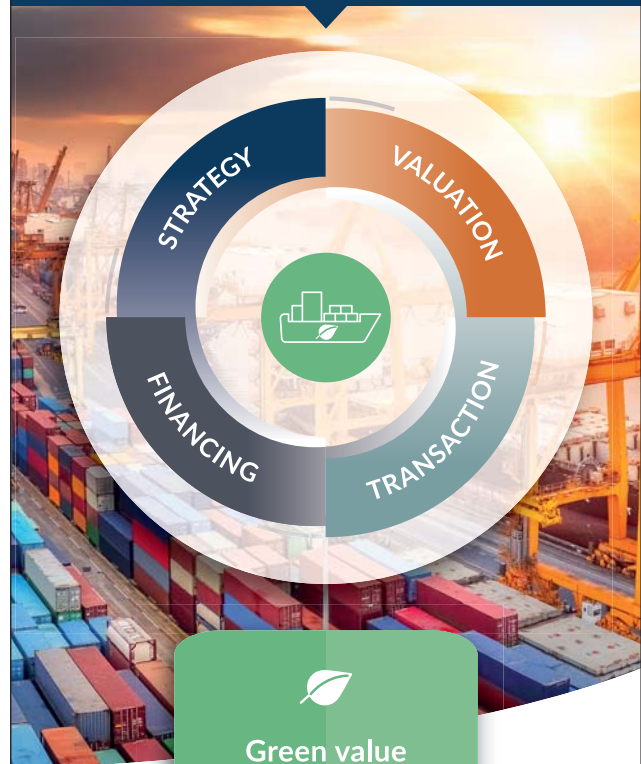 STRATEGY
VALUATION
FINANCING
TRANSACTION
Green value